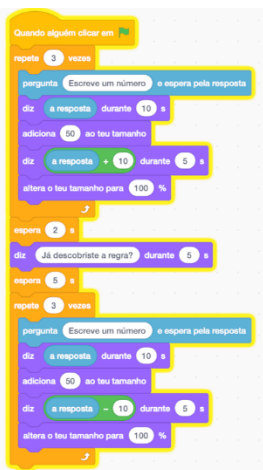 Quando alguém clicar em
repete 3 vezes
pergunta Escreve um número e espera pela resposta
diz a resposta durante 10 s
adiciona 50 ao teu tamanho
diz a resposta + 10 durante 5 s
altera o teu tamanho para 100 %
espera 2 s
diz Já descobriste a regra? durante 5 s
espera 5 s
repete 3 vezes
pergunta Escreve um número e espera pela resposta
diz a resposta durante 10 s
adiciona 50 ao teu tamanho
diz a resposta - 10 durante 5 s
altera o teu tamanho para 100 %